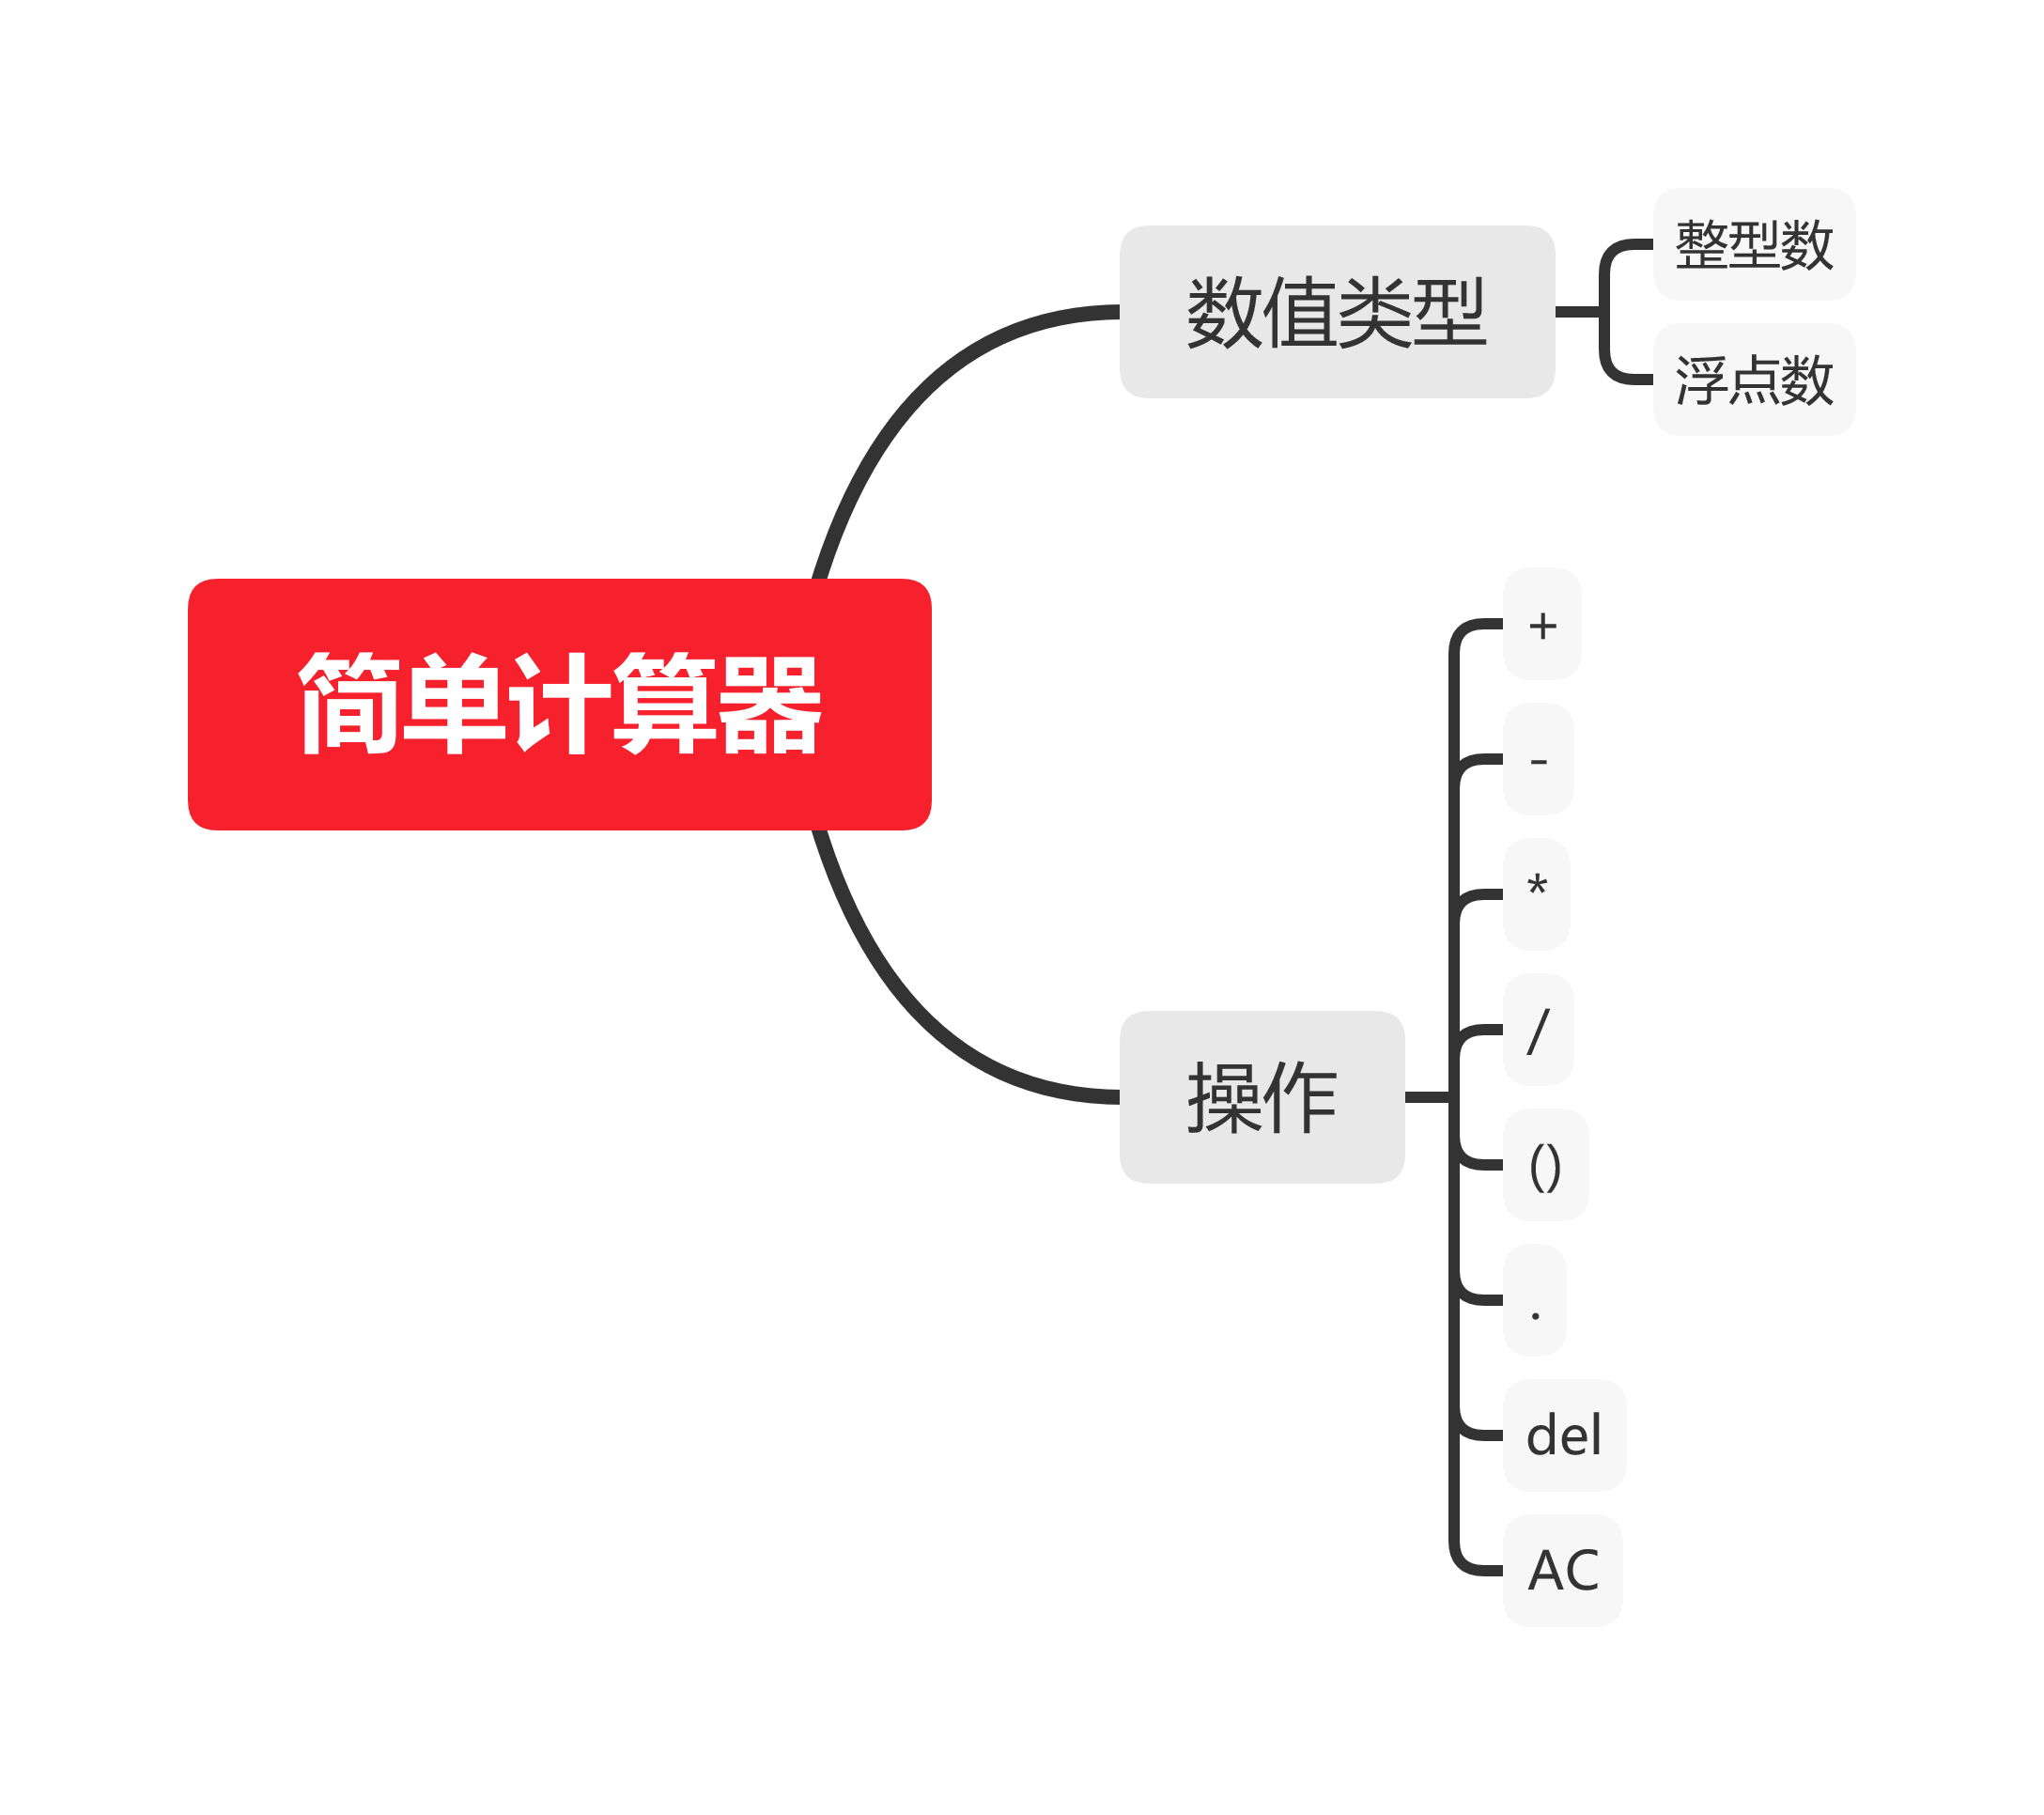 简单计算器
数值类型
整型数
浮点数
操作
+
-
*
/
()
.
del
AC